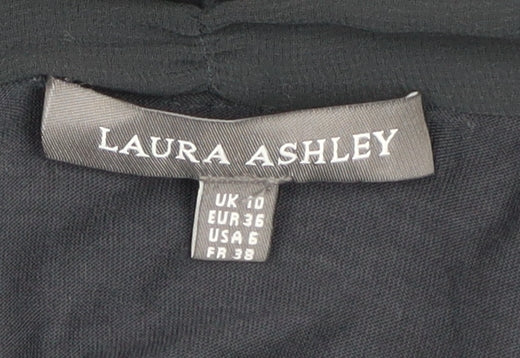 LAURA ASHLEY
UK 10
EUR 36
USA 6
FR 38